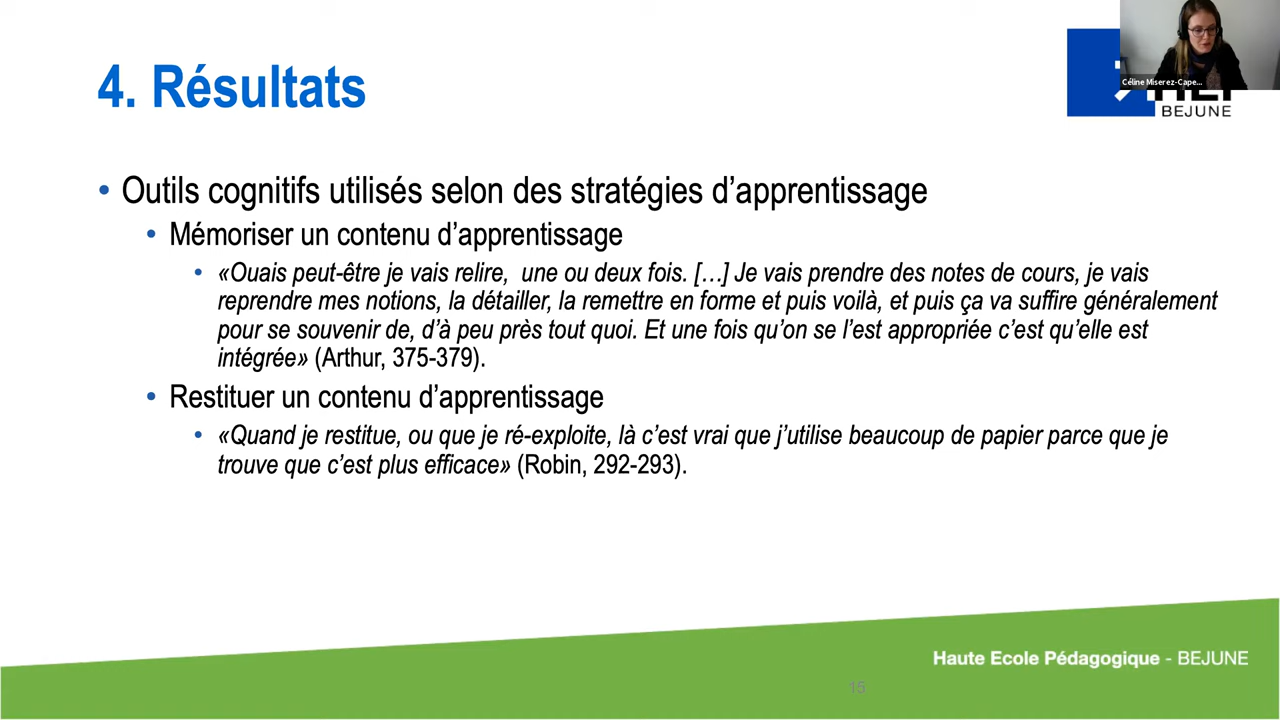 Céline Miserez-Cape...
BEJUNE
4. Résultats
• Outils cognitifs utilisés selon des stratégies d’apprentissage
• Mémoriser un contenu d’apprentissage
• «Ouais peut-être je vais relire, une ou deux fois. […] Je vais prendre des notes de cours, je vais
reprendre mes notions, la détailler, la remettre en forme et puis voilà, et puis ça va suffire généralement
pour se souvenir de, d’à peu près tout quoi. Et une fois qu’on se l’est appropriée c’est qu’elle est
intégrée» (Arthur, 375-379).
• Restituer un contenu d’apprentissage
• «Quand je restitue, ou que je ré-exploite, là c’est vrai que j’utilise beaucoup de papier parce que je
trouve que c’est plus efficace» (Robin, 292-293).
Haute Ecole Pédagogique - BEJUNE
15